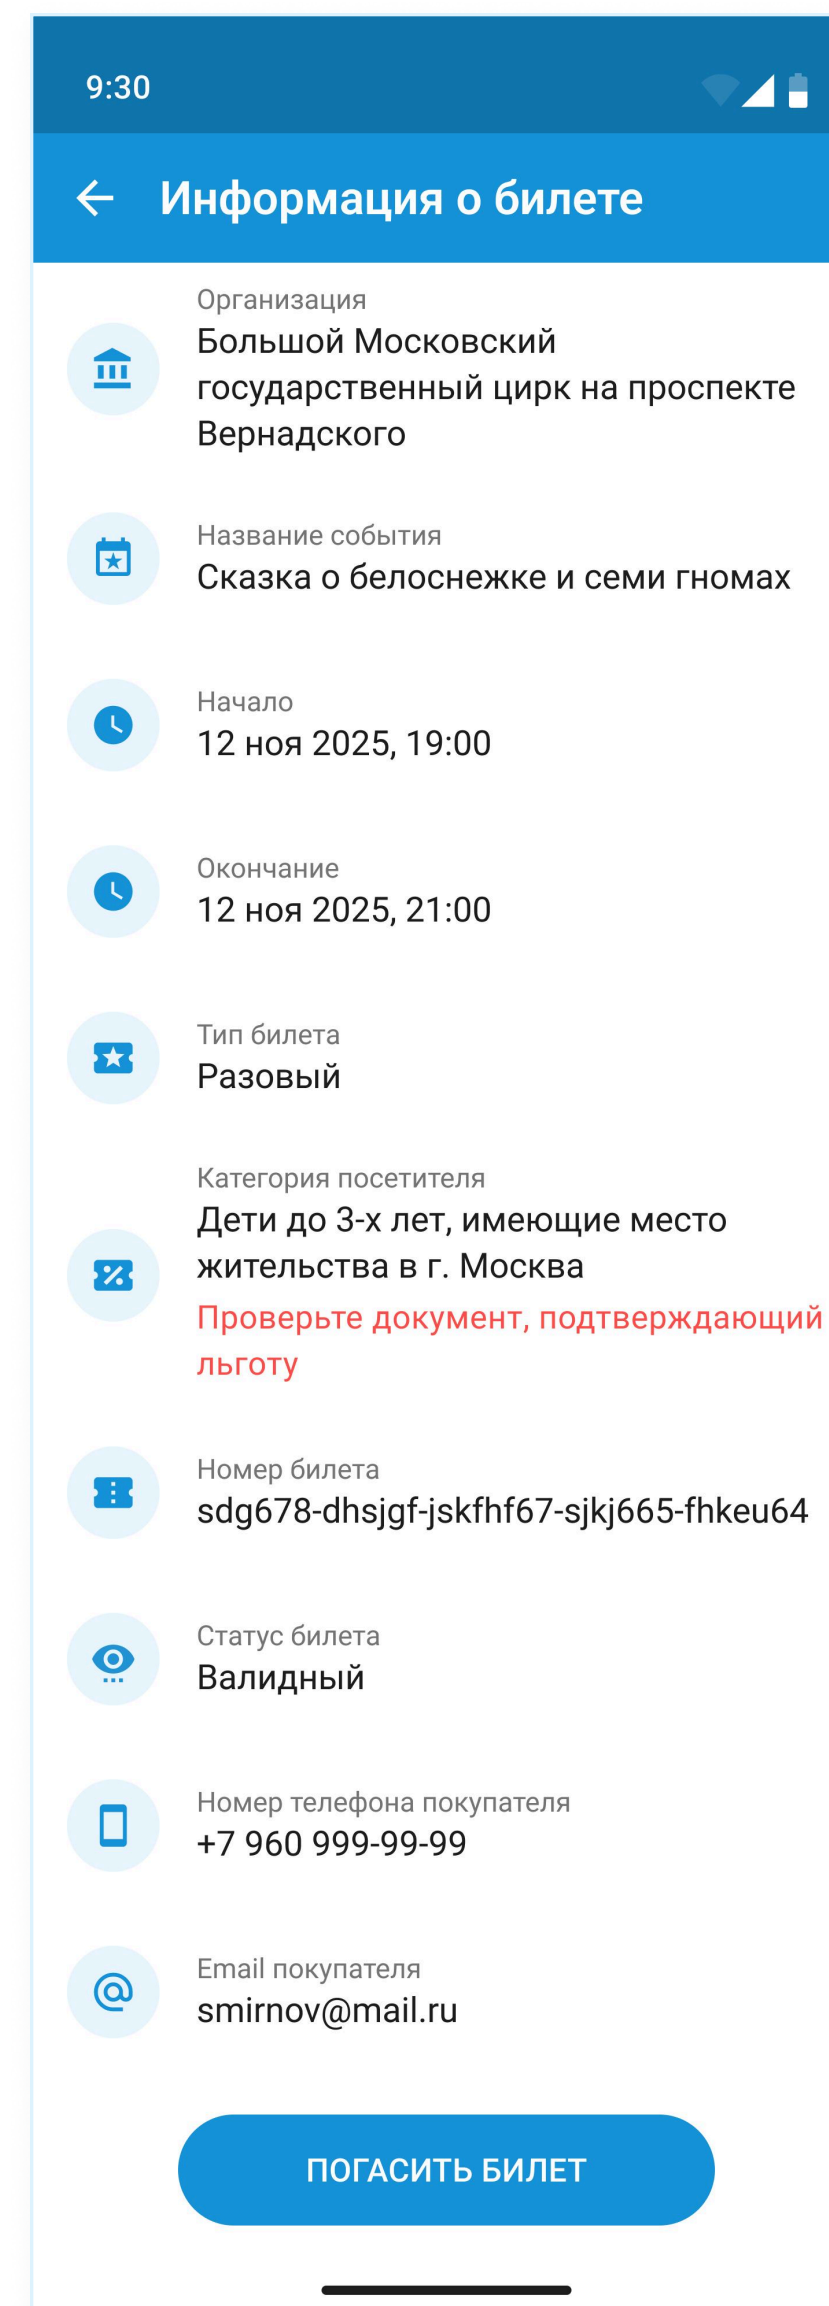 9:30
Информация о билете
Организация
Большой Московский
государственный цирк на проспекте
Вернадского
Название события
Сказка о белоснежке и семи гномах
Начало
12 ноя 2025, 19:00
Окончание
12 ноя 2025, 21:00
Тип билета
Разовый
Категория посетителя
Дети до 3-х лет, имеющие место
жительства в г. Москва
Проверьте документ, подтверждающий
льготу
Номер билета
sdg678-dhsjgf-jskfhf67-sjkj665-fhkeu64
Статус билета
Валидный
Номер телефона покупателя
+7 960 999-99-99
Email покупателя
smirnov@mail.ru
ПОГАСИТЬ БИЛЕТ